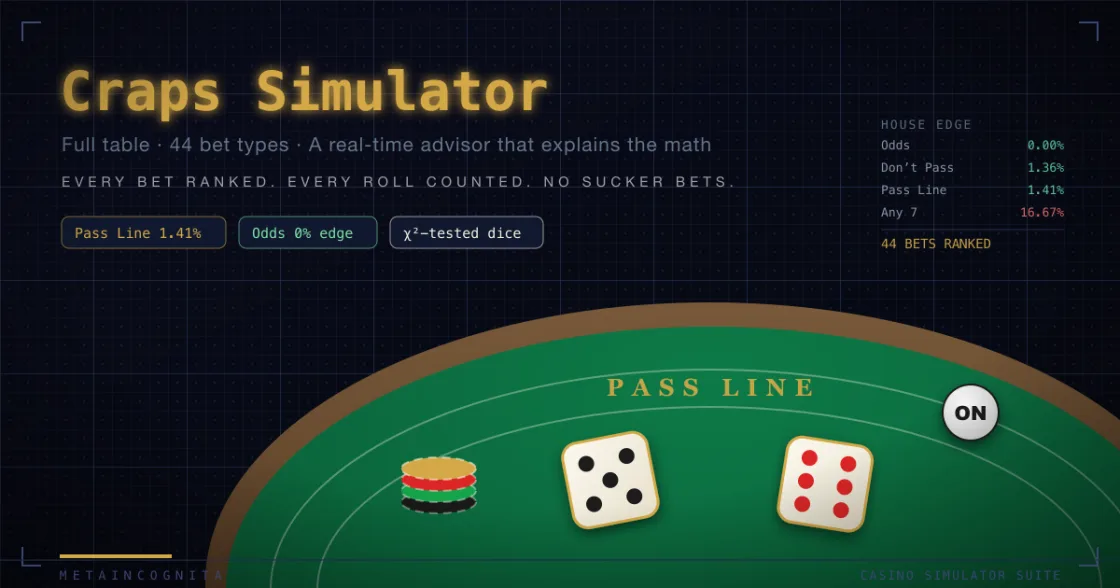 Craps Simulator
Full table · 44 bet types · A real-time advisor that explains the math
EVERY BET RANKED. EVERY ROLL COUNTED. NO SUCKER BETS.
Pass Line 1.41%
Odds 0% edge
χ²-tested dice
HOUSE EDGE
Odds 0.00%
Don’t Pass 1.36%
Pass Line 1.41%
Any 7 16.67%
44 BETS RANKED
PASS LINE
ON
METAINCOGNITA
CASINO SIMULATOR SUITE